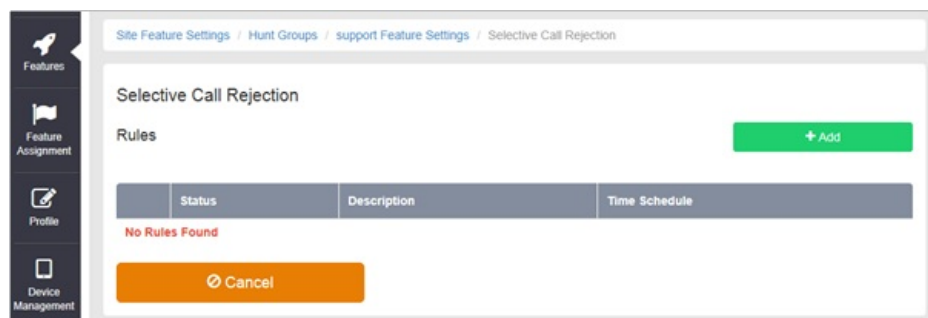 Features
Feature
Assignment
Profile
Device
Management
Site Feature Settings / Hunt Groups / support Feature Settings / Selective Call Rejection
Selective Call Rejection
Rules
+ Add
Status Description Time Schedule
No Rules Found
Cancel